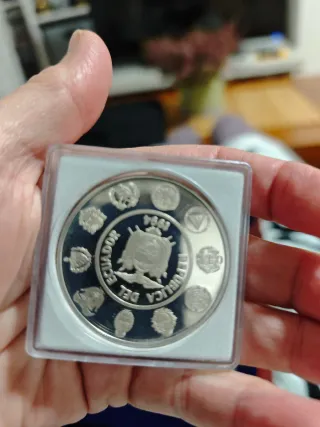 REPUBLICA DEL ECUADOR
1994